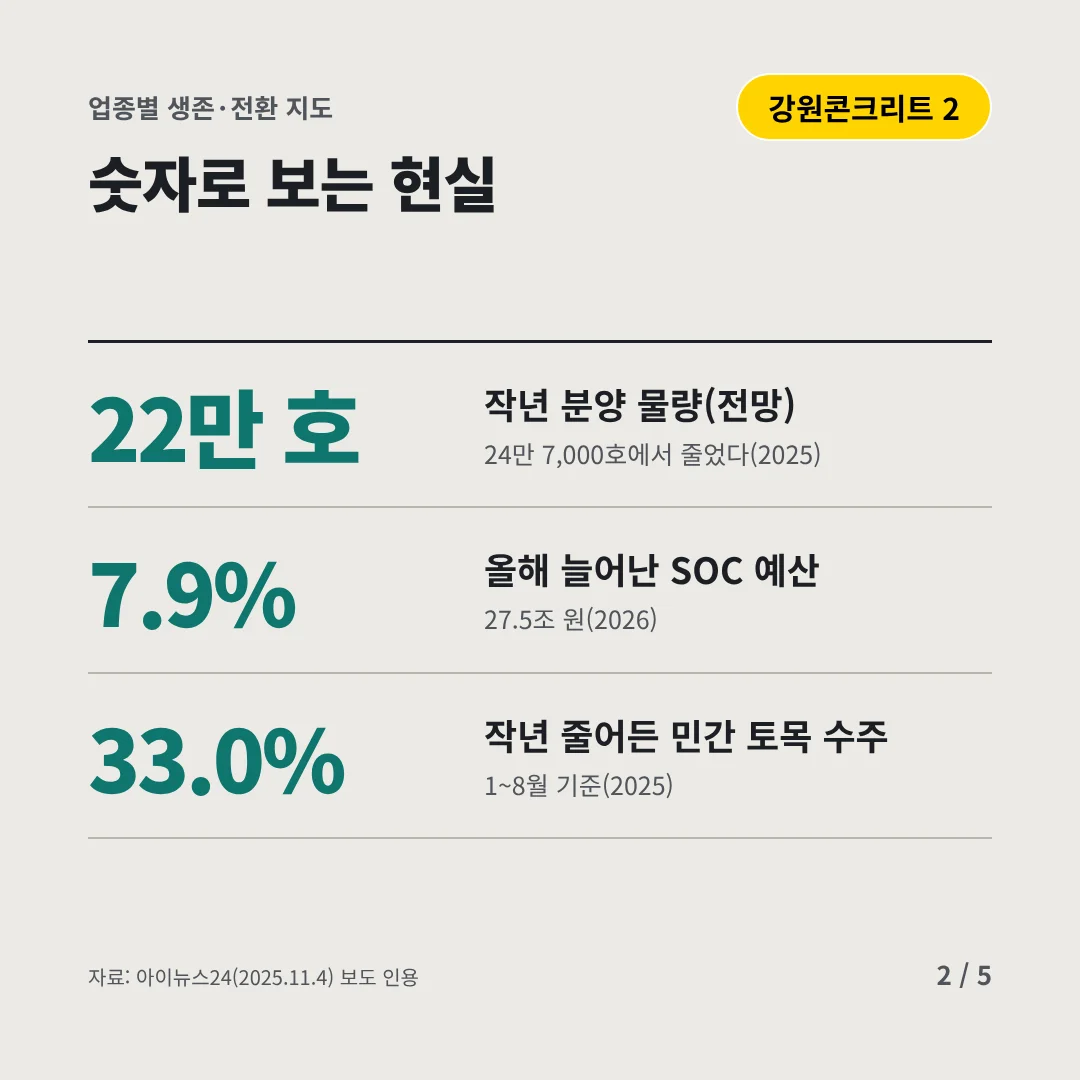 업종별 생존·전환 지도
강원콘크리트 2
숫자로 보는 현실
22만 호
작년 분양 물량(전망)
24만 7,000호에서 줄었다(2025)
7.9%
올해 늘어난 SOC 예산
27.5조 원(2026)
33.0%
작년 줄어든 민간 토목 수주
1~8월 기준(2025)
자료: 아이뉴스24(2025.11.4) 보도 인용
2 / 5